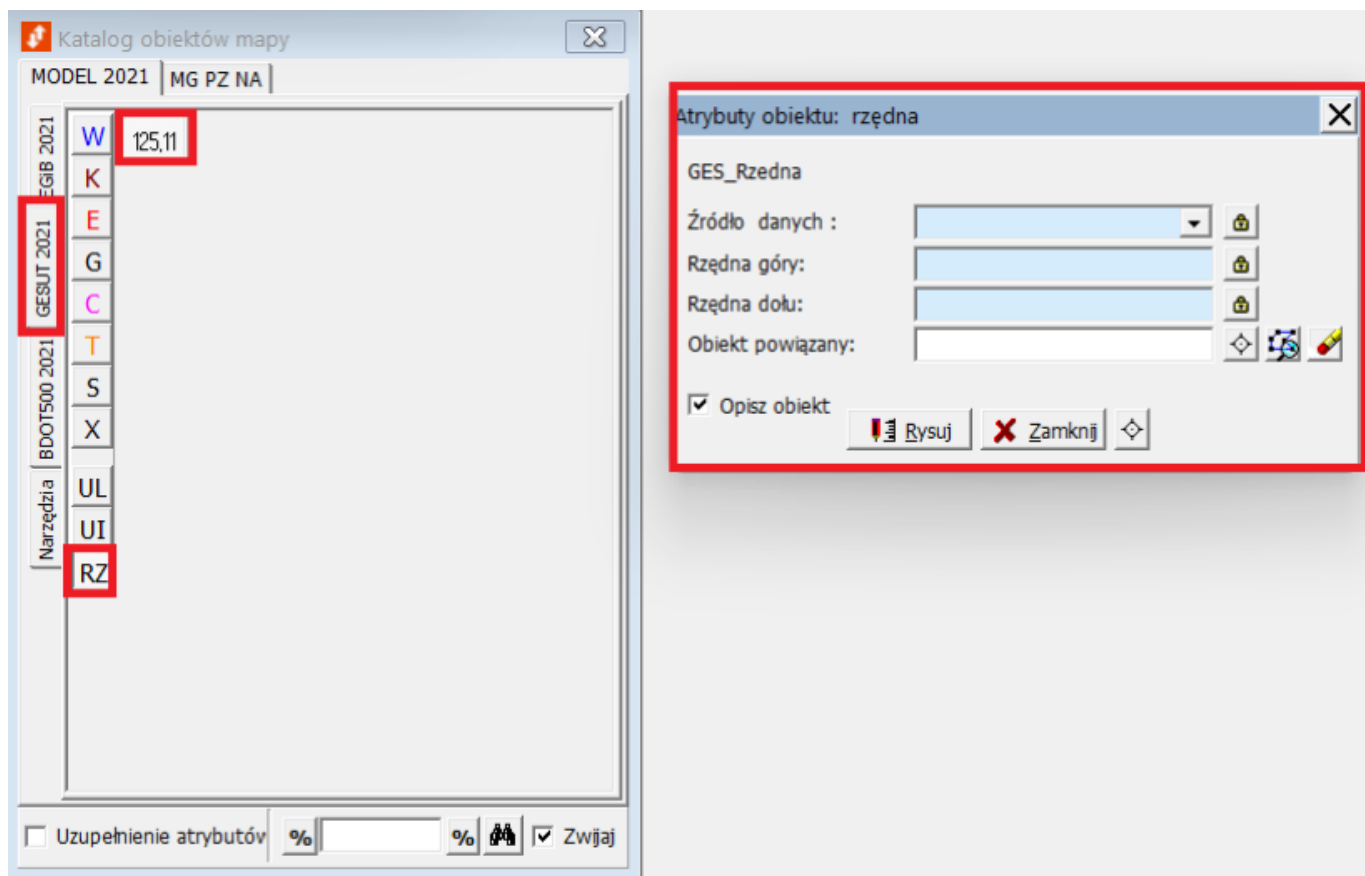 Katalog obiektów mapy
MODEL 2021
MG PZ NA
EGiB 2021
GESUT 2021
BDOT500 2021
Narzędzia
W
125,11
K
E
G
C
T
S
X
UL
UI
RZ
Uzupełnienie atrybutów
%
%
Zwijaj
Atrybuty obiektu: rzędna
GES_Rzedna
Źródło danych :
Rzędna góry:
Rzędna dołu:
Obiekt powiązany:
Opisz obiekt
Rysuj
Zamknij